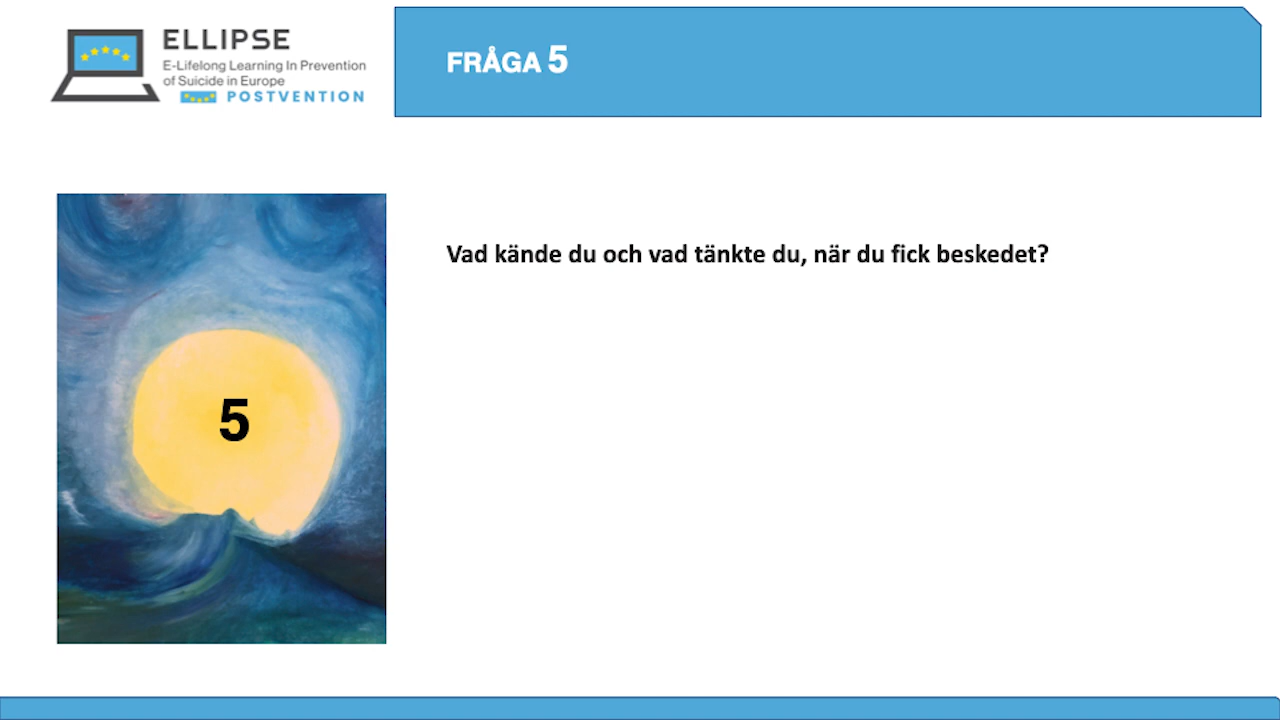 ELLIPSE
E-Lifelong Learning In Prevention
of Suicide in Europe
POSTVENTION
FRÅGA 5
Vad kände du och vad tänkte du, när du fick beskedet?
5